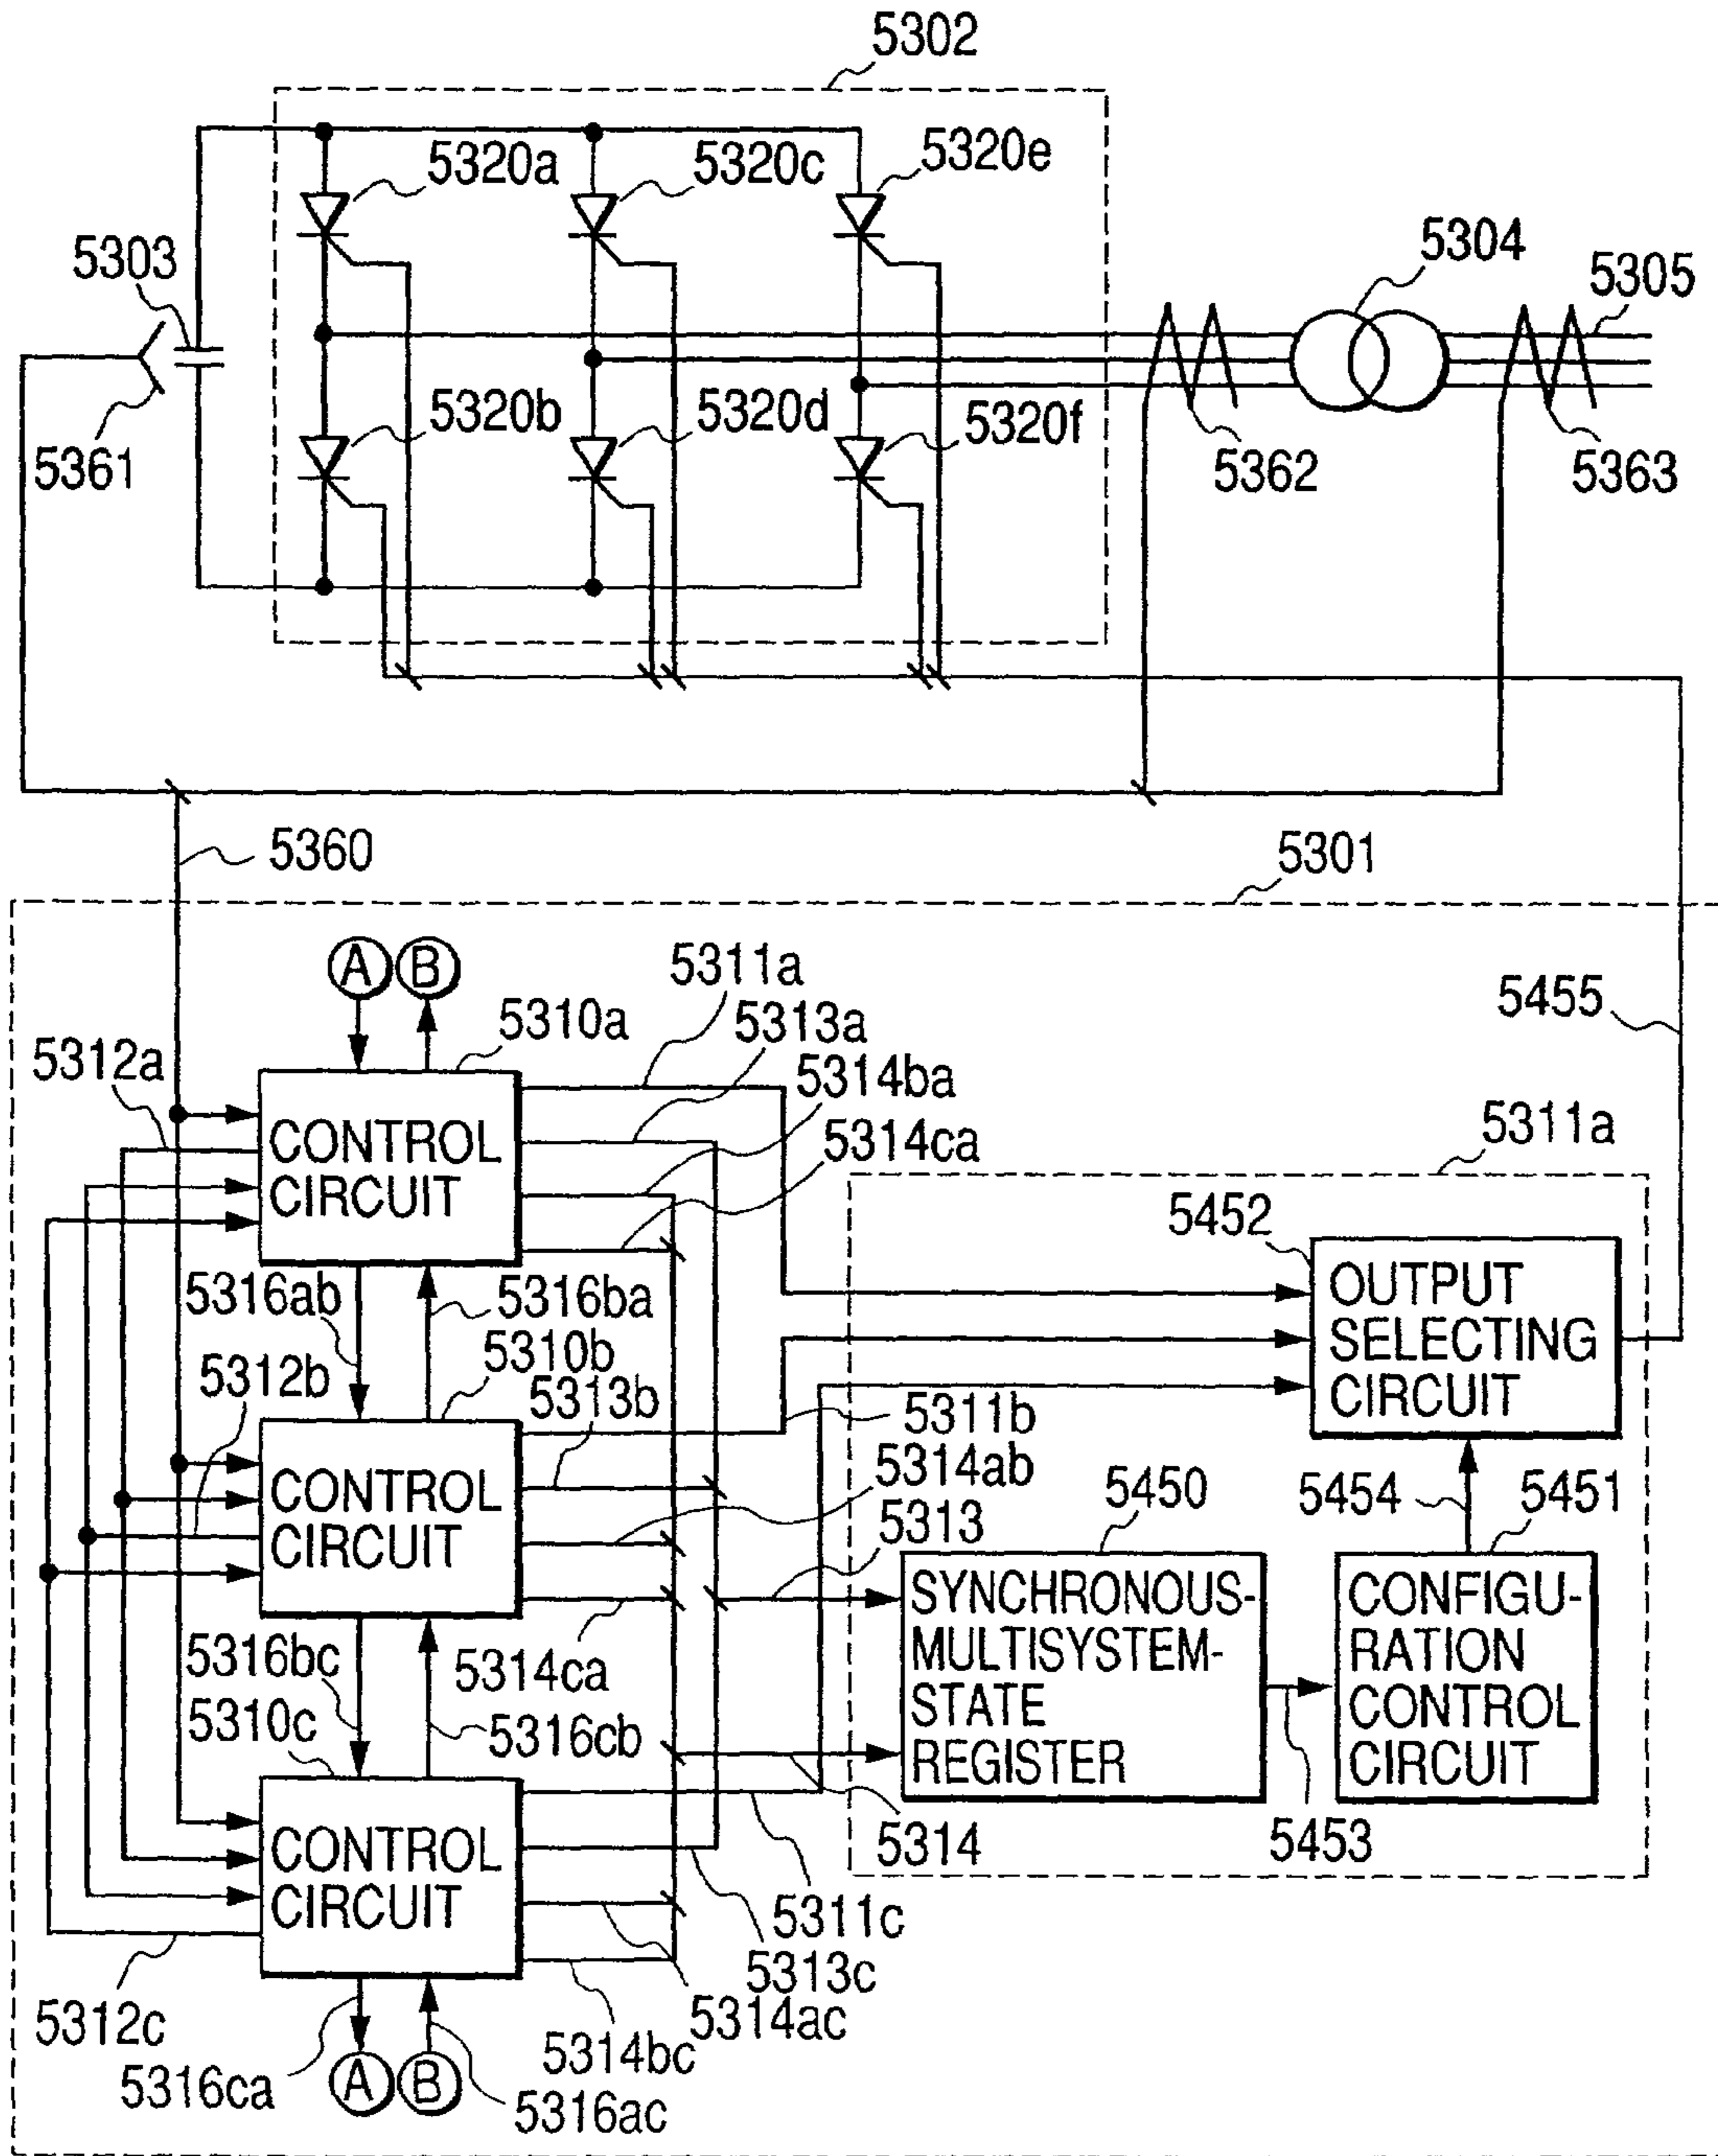 5302
5320a
5320c
5320e
5303
5304
5305
5361
5320b
5320d
5320f
5362
5363
5360
5301
A
B
5311a
5455
5310a
5313a
5312a
5314ba
5314ca
5311a
CONTROL
CIRCUIT
5452
OUTPUT
SELECTING
CIRCUIT
5316ab
5316ba
5310b
5312b
5313b
5311b
5314ab
5313
CONTROL
CIRCUIT
5450
5454
5451
SYNCHRONOUS-
MULTISYSTEM-
STATE
REGISTER
CONFIGU-
RATION
CONTROL
CIRCUIT
5316bc
5314ca
5310c
5316cb
5314
5453
CONTROL
CIRCUIT
5311c
5313c
5314ac
5312c
5314bc
5316ca
A
B
5316ac